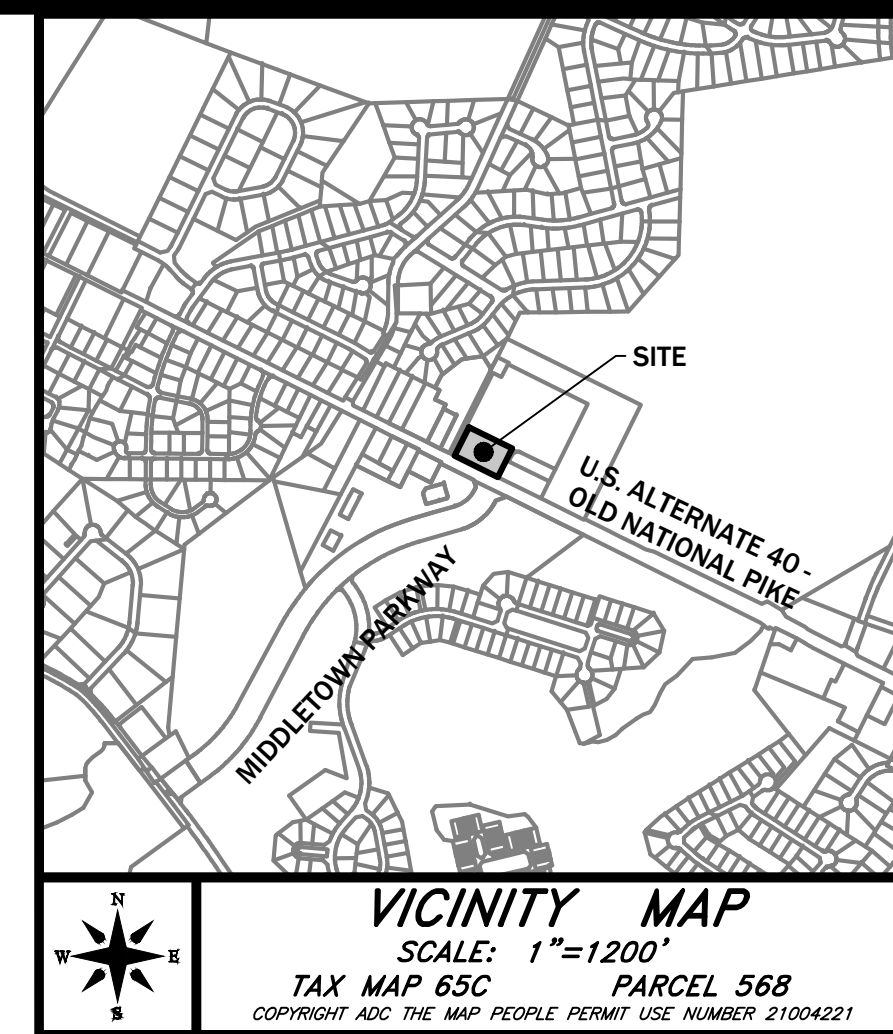 SITE
U.S. ALTERNATE 40 -
OLD NATIONAL PIKE
MIDDLETOWN PARKWAY
N
W E
S
VICINITY MAP
SCALE: 1"=1200'
TAX MAP 65C PARCEL 568
COPYRIGHT ADC THE MAP PEOPLE PERMIT USE NUMBER 21004221